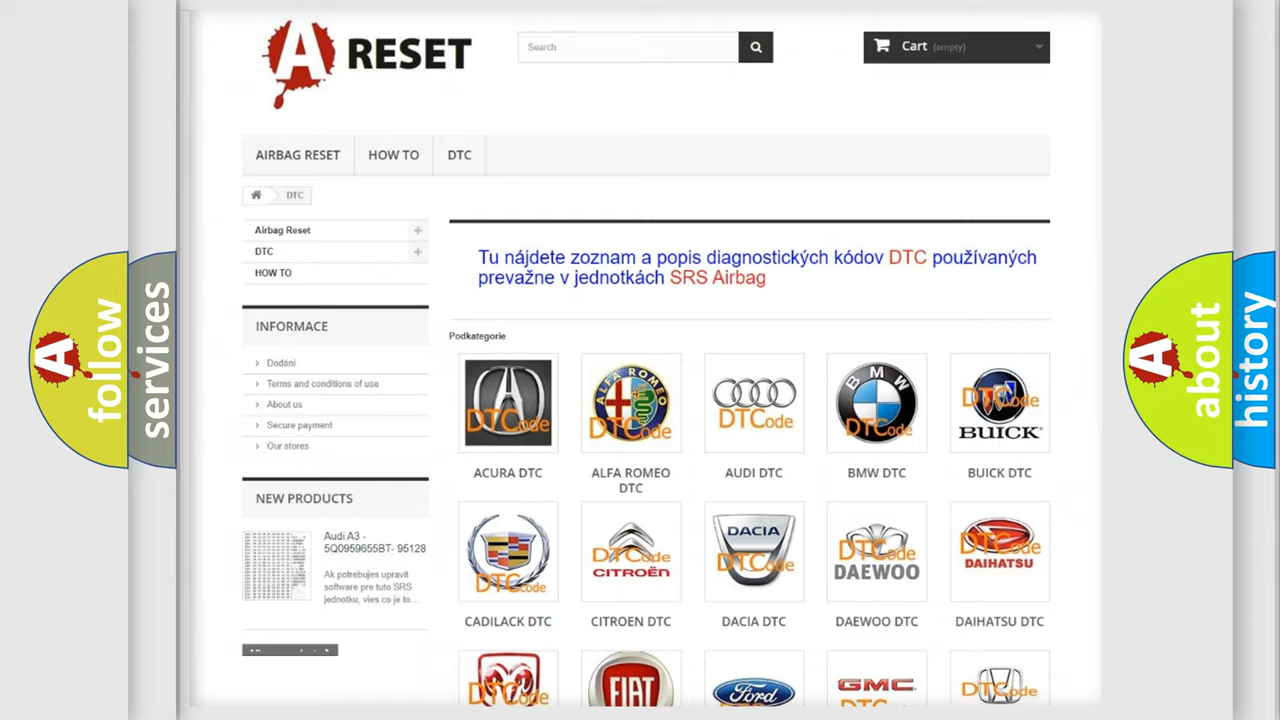 A RESET
Search
Cart (empty)
AIRBAG RESET
HOW TO
DTC
DTC
Airbag Reset
DTC
HOW TO
INFORMACE
Dodání
Terms and conditions of use
About us
Secure payment
Our stores
NEW PRODUCTS
Audi A3 -
5Q0959655BT- 95128
Ak potrebujes upravit
software pre tuto SRS
jednotku, vies co je to...
Tu nájdete zoznam a popis diagnostických kódov DTC používaných
prevažne v jednotkách SRS Airbag
Podkategorie
DTCode
ALFA ROMEO
DTCode
DTCode
BMW
DTCode
DTCode
BUICK
ACURA DTC
ALFA ROMEO
DTC
AUDI DTC
BMW DTC
BUICK DTC
DTCode
DTCode
CITROËN
DACIA
DTCode
DTCode
DAEWOO
DTCode
DAIHATSU
CADILACK DTC
CITROEN DTC
DACIA DTC
DAEWOO DTC
DAIHATSU DTC
DTCode
FIAT
Ford
GMC
DTCode
A follow
services
A about
history